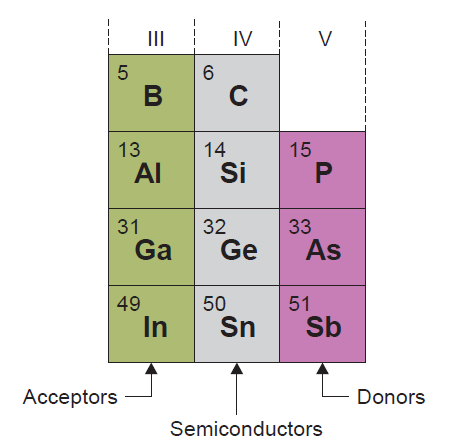 III IV V
5 6
B C
13 14 15
Al Si P
31 32 33
Ga Ge As
49 50 51
In Sn Sb
Acceptors Donors
Semiconductors